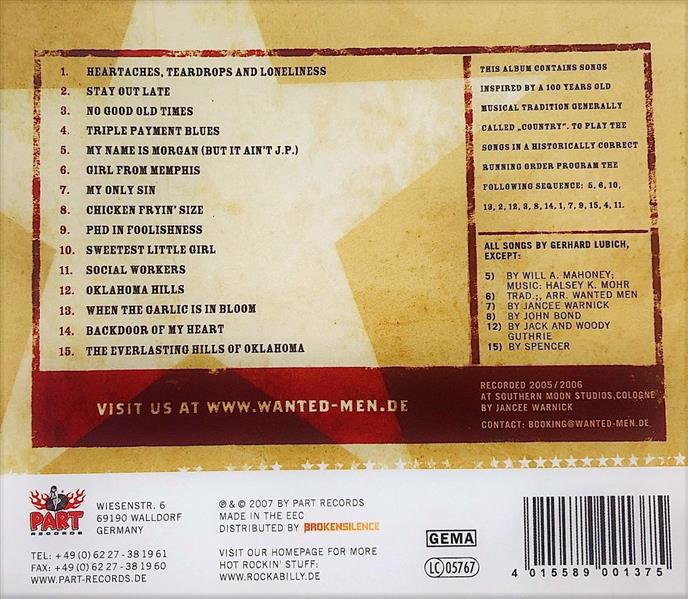 1. HEARTACHES, TEARDROPS AND LONELINESS
2. STAY OUT LATE
3. NO GOOD OLD TIMES
4. TRIPLE PAYMENT BLUES
5. MY NAME IS MORGAN (BUT IT AIN'T J.P.)
6. GIRL FROM MEMPHIS
7. MY ONLY SIN
8. CHICKEN FRYIN' SIZE
9. PHD IN FOOLISHNESS
10. SWEETEST LITTLE GIRL
11. SOCIAL WORKERS
12. OKLAHOMA HILLS
13. WHEN THE GARLIC IS IN BLOOM
14. BACKDOOR OF MY HEART
15. THE EVERLASTING HILLS OF OKLAHOMA
THIS ALBUM CONTAINS SONGS
INSPIRED BY A 100 YEARS OLD
MUSICAL TRADITION GENERALLY
CALLED „COUNTRY". TO PLAY THE
SONGS IN A HISTORICALLY CORRECT
RUNNING ORDER PROGRAM THE
FOLLOWING SEQUENCE: 5, 6, 10,
13, 2, 12, 3, 8, 14, 1, 7, 9, 15, 4, 11.
ALL SONGS BY GERHARD LUBICH,
EXCEPT:
5) BY WILL A. MAHONEY;
MUSIC: HALSEY K. MOHR
6) TRAD.;, ARR. WANTED MEN
7) BY JANCEE WARNICK
8) BY JOHN BOND
12) BY JACK AND WOODY
GUTHRIE
15) BY SPENCER
VISIT US AT WWW.WANTED-MEN.DE
RECORDED 2005/2006
AT SOUTHERN MOON STUDIOS,COLOGNE
BY JANCEE WARNICK
CONTACT: BOOKING@WANTED-MEN.DE
PART
RECORDS
WIESENSTR. 6
69190 WALLDORF
GERMANY
TEL: +49 (0) 62 27 - 38 19 61
FAX: +49 (0) 62 27 - 38 19 60
WWW.PART-RECORDS.DE
℗ & © 2007 BY PART RECORDS
MADE IN THE EEC
DISTRIBUTED BY BROKENSILENCE
VISIT OUR HOMEPAGE FOR MORE
HOT ROCKIN' STUFF:
WWW.ROCKABILLY.DE
GEMA
LC 05767
4 015589 001375